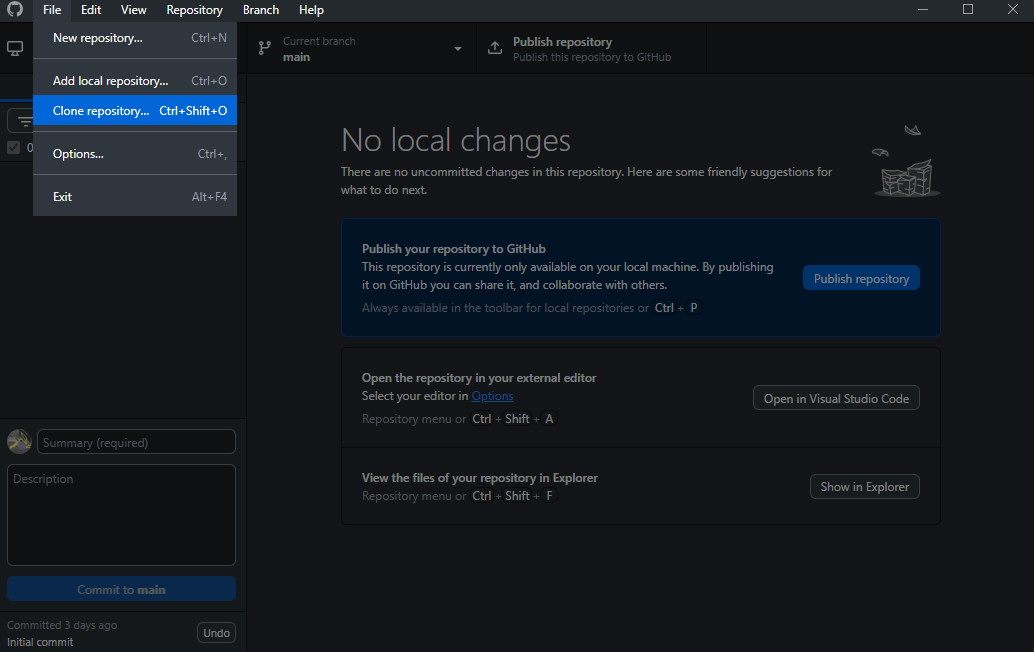 File Edit View Repository Branch Help
New repository... Ctrl+N
Add local repository... Ctrl+O
Clone repository... Ctrl+Shift+O
Options... Ctrl+,
Exit Alt+F4
0
Current branch
main
Publish repository
Publish this repository to GitHub
No local changes
There are no uncommitted changes in this repository. Here are some friendly suggestions for
what to do next.
Publish your repository to GitHub
This repository is currently only available on your local machine. By publishing
it on GitHub you can share it, and collaborate with others.
Always available in the toolbar for local repositories or Ctrl + P
Publish repository
Open the repository in your external editor
Select your editor in Options
Repository menu or Ctrl + Shift + A
Open in Visual Studio Code
View the files of your repository in Explorer
Repository menu or Ctrl + Shift + F
Show in Explorer
Summary (required)
Description
Commit to main
Committed 3 days ago
Initial commit
Undo